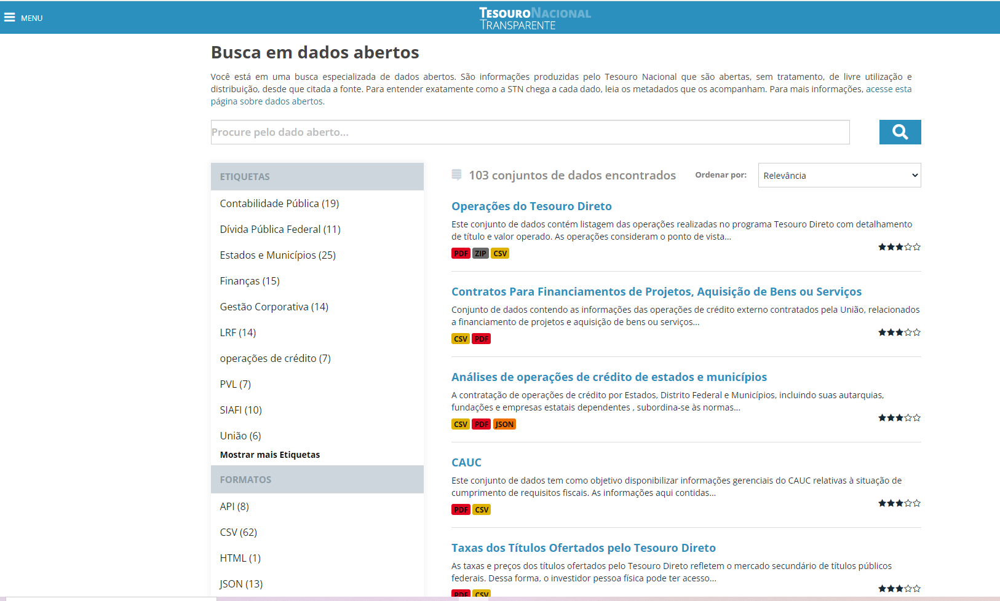 MENU
TESOURONACIONAL
TRANSPARENTE
Busca em dados abertos
Você está em uma busca especializada de dados abertos. São informações produzidas pelo Tesouro Nacional que são abertas, sem tratamento, de livre utilização e
distribuição, desde que citada a fonte. Para entender exatamente como a STN chega a cada dado, leia os metadados que os acompanham. Para mais informações, acesse esta
página sobre dados abertos.
Procure pelo dado aberto...
ETIQUETAS
Contabilidade Pública (19)
Dívida Pública Federal (11)
Estados e Municípios (25)
Finanças (15)
Gestão Corporativa (14)
LRF (14)
operações de crédito (7)
PVL (7)
SIAFI (10)
União (6)
Mostrar mais Etiquetas
FORMATOS
API (8)
CSV (62)
HTML (1)
JSON (13)
103 conjuntos de dados encontrados
Ordenar por: Relevância
Operações do Tesouro Direto
Este conjunto de dados contém listagem das operações realizadas no programa Tesouro Direto com detalhamento
de título e valor operado. As operações consideram o ponto de vista...
PDF ZIP CSV
Contratos Para Financiamentos de Projetos, Aquisição de Bens ou Serviços
Conjunto de dados contendo as informações das operações de crédito externo contratados pela União, relacionados
a financiamento de projetos e aquisição de bens ou serviços...
CSV PDF
Análises de operações de crédito de estados e municípios
A contratação de operações de crédito por Estados, Distrito Federal e Municípios, incluindo suas autarquias,
fundações e empresas estatais dependentes , subordina-se às normas...
CSV PDF JSON
CAUC
Este conjunto de dados tem como objetivo disponibilizar informações gerenciais do CAUC relativas à situação de
cumprimento de requisitos fiscais. As informações aqui contidas...
PDF CSV
Taxas dos Títulos Ofertados pelo Tesouro Direto
As taxas e preços dos títulos ofertados pelo Tesouro Direto refletem o mercado secundário de títulos públicos
federais. Dessa forma, o investidor pessoa física pode ter acesso...
PDF CSV